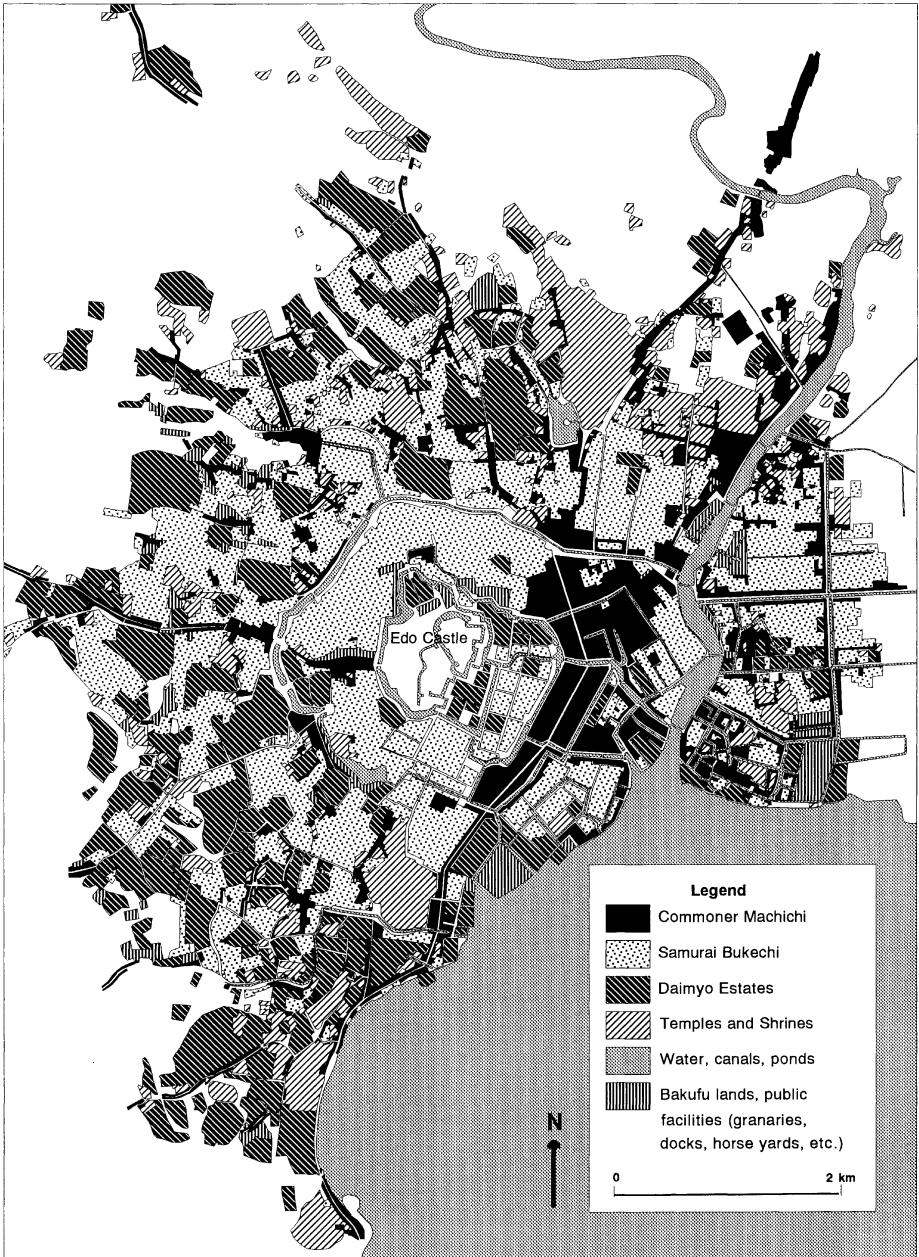 Edo Castle
Legend
Commoner Machichi
Samurai Bukechi
Daimyo Estates
Temples and Shrines
Water, canals, ponds
Bakufu lands, public
facilities (granaries,
docks, horse yards, etc.)
N
0 2 km